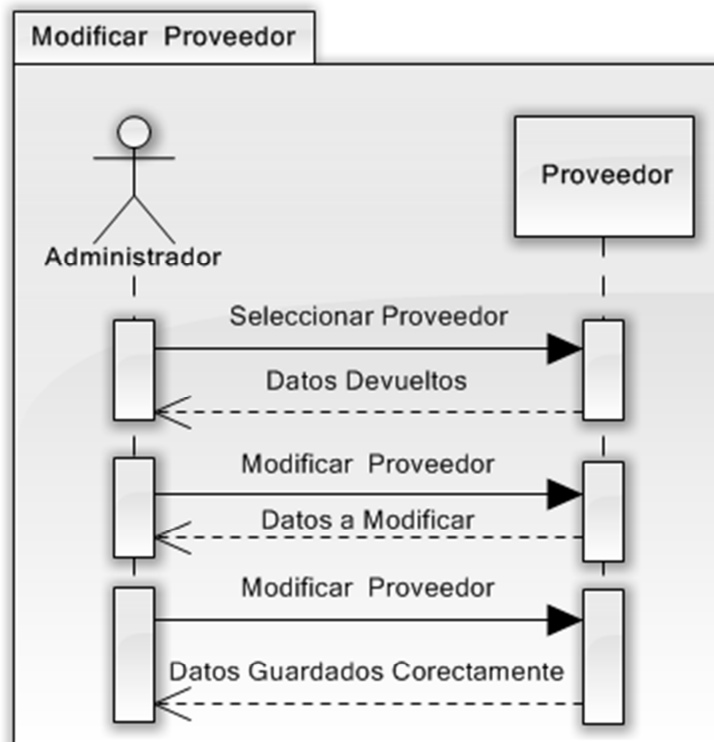 Modificar Proveedor
Proveedor
Administrador
Seleccionar Proveedor
Datos Devueltos
Modificar Proveedor
Datos a Modificar
Modificar Proveedor
Datos Guardados Corectamente